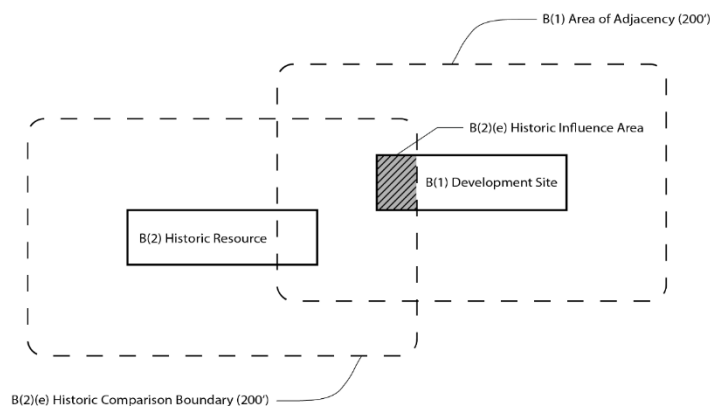 B(1) Area of Adjacency (200')
B(2)(e) Historic Influence Area
B(1) Development Site
B(2) Historic Resource
B(2)(e) Historic Comparison Boundary (200')